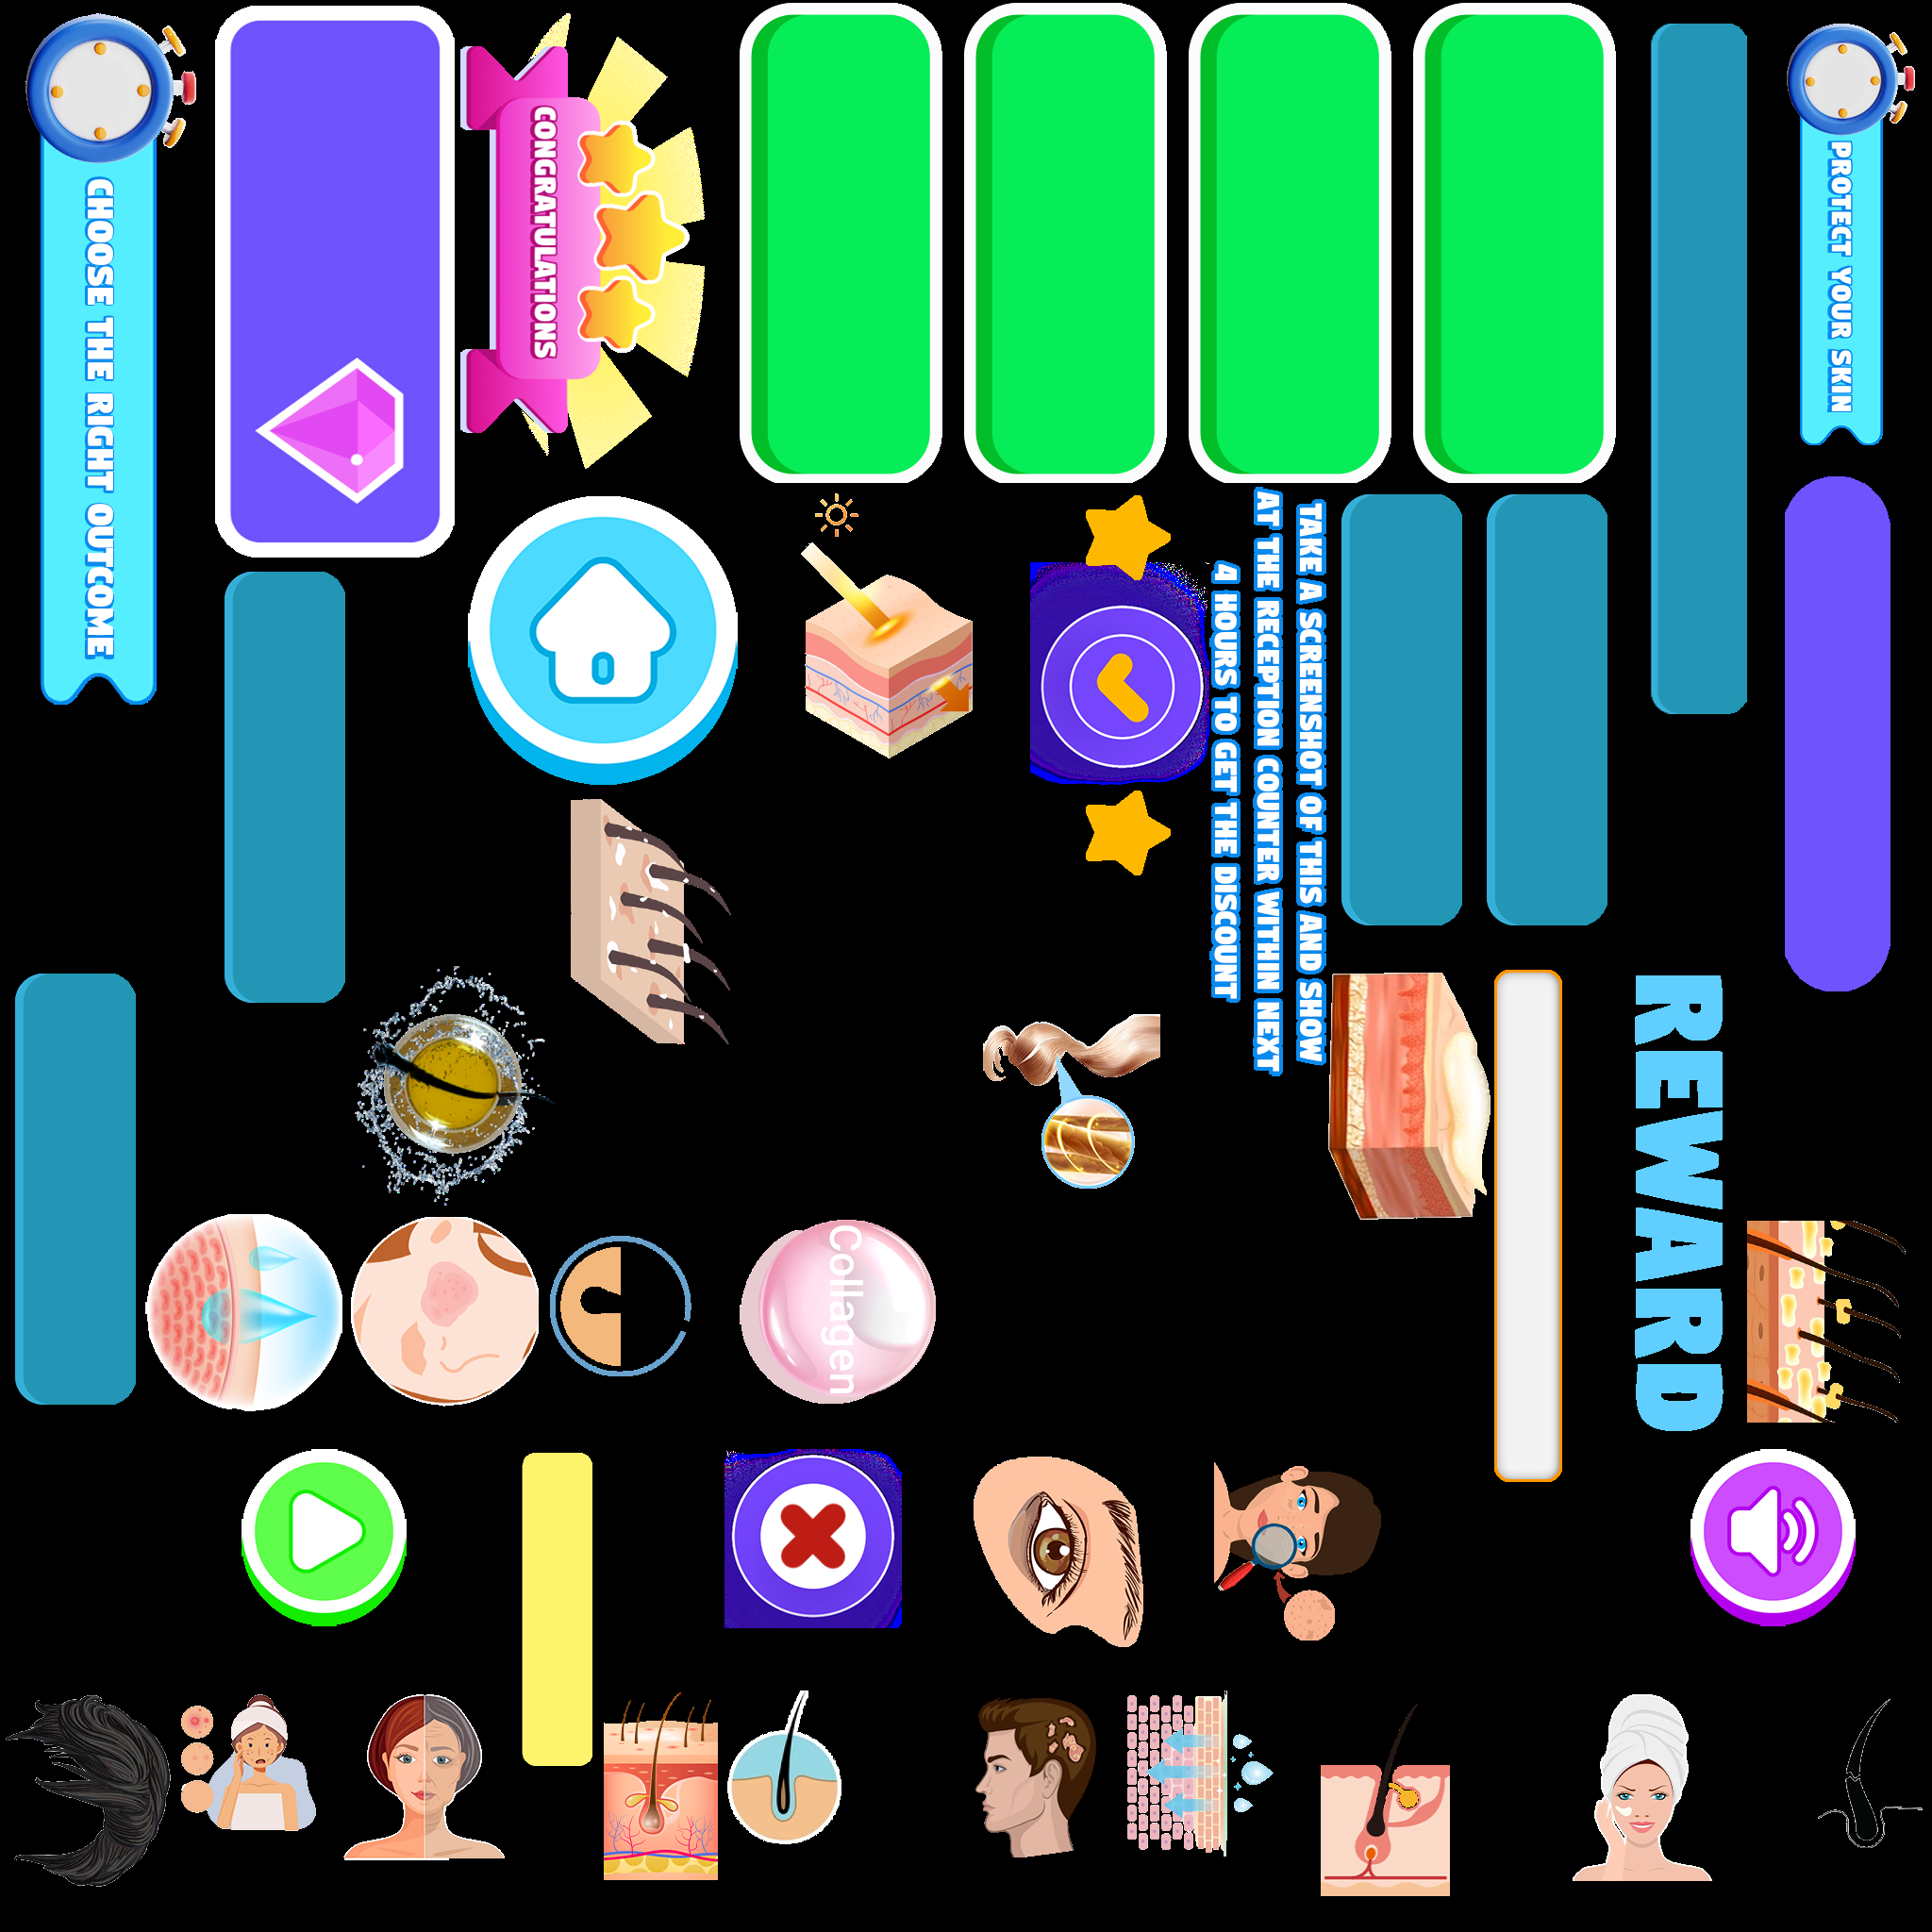 CHOOSE THE RIGHT OUTCOME
CONGRATULATIONS
PROTECT YOUR SKIN
TAKE A SCREENSHOT OF THIS AND SHOW
AT THE RECEPTION COUNTER WITHIN NEXT
4 HOURS TO GET THE DISCOUNT
REWARD
Collagen